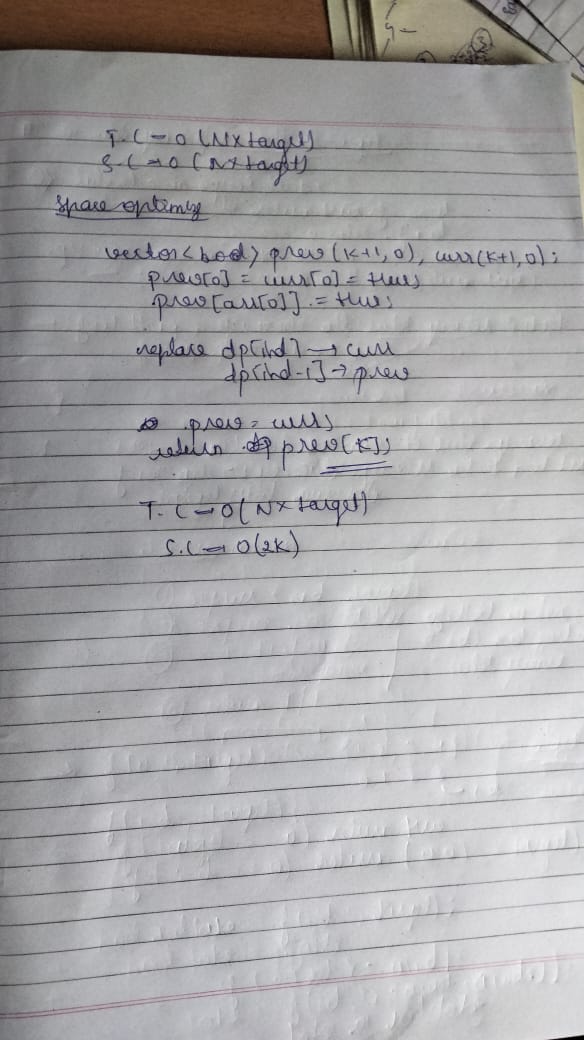 T.C → O(N×target)
S.C → O(N×target)
Space optimize
vector<bool> prev(k+1,0), curr(k+1,0);
prev[0] = curr[0] = true;
prev[arr[0]] = true;
replace dp[ind] → curr
dp[ind-1] → prev
prev = curr;
return prev[k];
T.C → O(N×target)
S.C → O(2K)